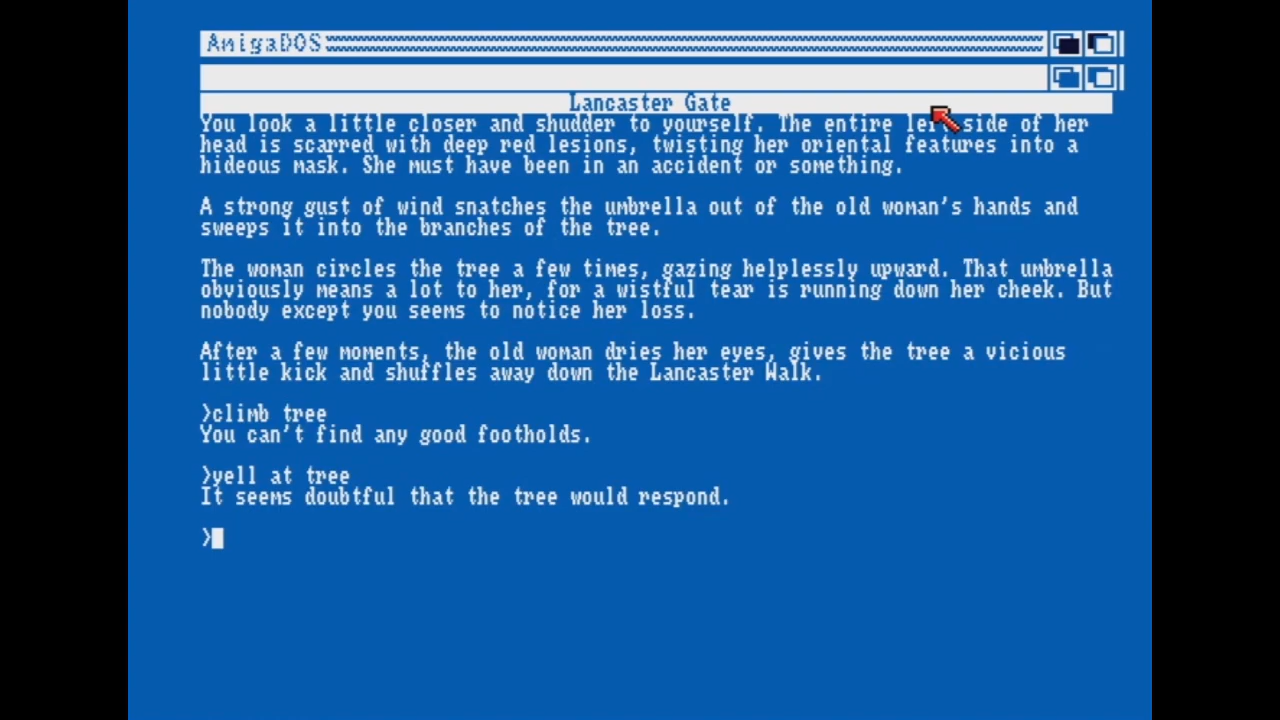 AmigaDOS
Lancaster Gate
You look a little closer and shudder to yourself. The entire left side of her
head is scarred with deep red lesions, twisting her oriental features into a
hideous mask. She must have been in an accident or something.
A strong gust of wind snatches the umbrella out of the old woman's hands and
sweeps it into the branches of the tree.
The woman circles the tree a few times, gazing helplessly upward. That umbrella
obviously means a lot to her, for a wistful tear is running down her cheek. But
nobody except you seems to notice her loss.
After a few moments, the old woman dries her eyes, gives the tree a vicious
little kick and shuffles away down the Lancaster Walk.
>climb tree
You can't find any good footholds.
>yell at tree
It seems doubtful that the tree would respond.
>